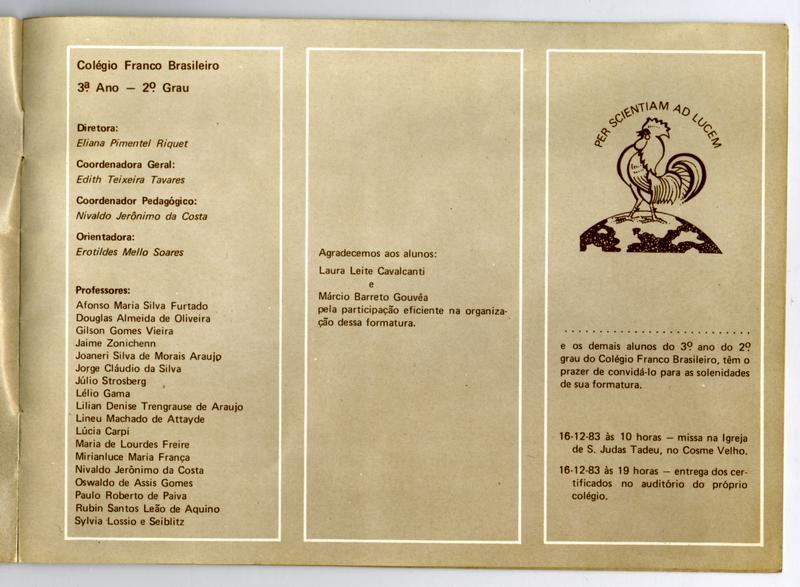 Colégio Franco Brasileiro
3ª Ano — 2º Grau
Diretora:
Eliana Pimentel Riquet
Coordenadora Geral:
Edith Teixeira Tavares
Coordenador Pedagógico:
Nivaldo Jerônimo da Costa
Orientadora:
Erotildes Mello Soares
Professores:
Afonso Maria Silva Furtado
Douglas Almeida de Oliveira
Gilson Gomes Vieira
Jaime Zonichenn
Joaneri Silva de Morais Araujo
Jorge Cláudio da Silva
Júlio Strosberg
Lélio Gama
Lilian Denise Trengrause de Araujo
Lineu Machado de Attayde
Lúcia Carpi
Maria de Lourdes Freire
Mirianluce Maria França
Nivaldo Jerônimo da Costa
Oswaldo de Assis Gomes
Paulo Roberto de Paiva
Rubin Santos Leão de Aquino
Sylvia Lossio e Seiblitz
Agradecemos aos alunos:
Laura Leite Cavalcanti
e
Márcio Barreto Gouvêa
pela participação eficiente na organiza-
ção dessa formatura.
PER SCIENTIAM AD LUCEM
e os demais alunos do 3º ano do 2º
grau do Colégio Franco Brasileiro, têm o
prazer de convidá-lo para as solenidades
de sua formatura.
16-12-83 às 10 horas — missa na Igreja
de S. Judas Tadeu, no Cosme Velho.
16-12-83 às 19 horas — entrega dos cer-
tificados no auditório do próprio
colégio.